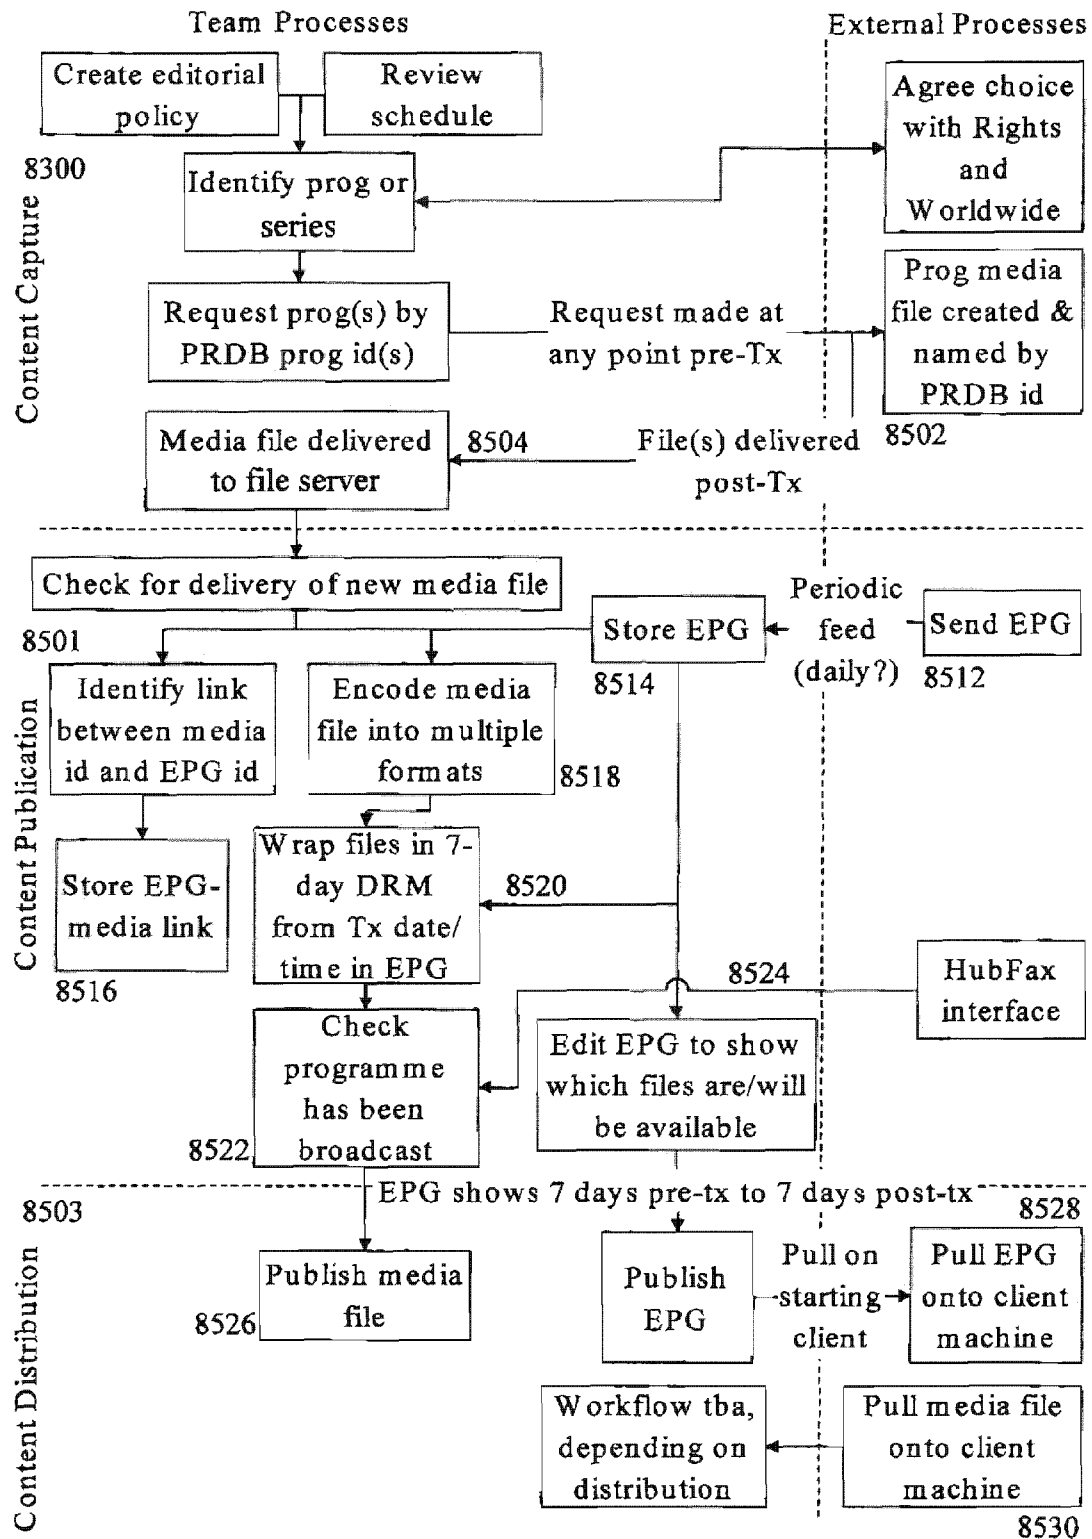 Team Processes
External Processes
Create editorial
policy
Review
schedule
Agree choice
with Rights
and
Worldwide
8300
Content Capture
Identify prog or
series
Request prog(s) by
PRDB prog id(s)
Request made at
any point pre-Tx
Prog media
file created &
named by
PRDB id
8502
Media file delivered
to file server
8504
File(s) delivered
post-Tx
Check for delivery of new media file
8501
Content Publication
Store EPG
8514
Periodic
feed
(daily?)
Send EPG
8512
Identify link
between media
id and EPG id
Encode media
file into multiple
formats
8518
Store EPG-
media link
8516
Wrap files in 7-
day DRM
from Tx date/
time in EPG
8520
8524
HubFax
interface
Check
programme
has been
broadcast
8522
Edit EPG to show
which files are/will
be available
EPG shows 7 days pre-tx to 7 days post-tx
8503
Content Distribution
8528
Publish media
file
8526
Publish
EPG
Pull on
starting
client
Pull EPG
onto client
machine
Workflow tba,
depending on
distribution
Pull media file
onto client
machine
8530